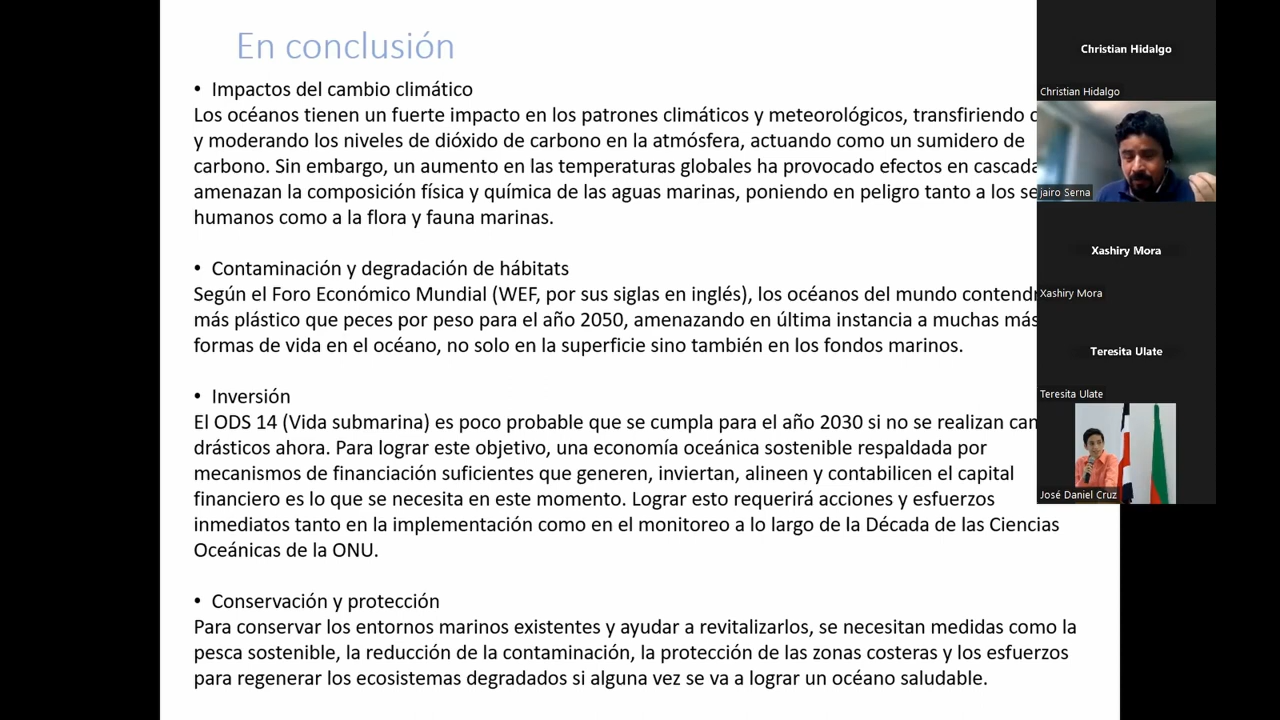 En conclusión
• Impactos del cambio climático
Los océanos tienen un fuerte impacto en los patrones climáticos y meteorológicos, transfiriendo
y moderando los niveles de dióxido de carbono en la atmósfera, actuando como un sumidero de
carbono. Sin embargo, un aumento en las temperaturas globales ha provocado efectos en cascada
amenazan la composición física y química de las aguas marinas, poniendo en peligro tanto a los
humanos como a la flora y fauna marinas.
• Contaminación y degradación de hábitats
Según el Foro Económico Mundial (WEF, por sus siglas en inglés), los océanos del mundo
más plástico que peces por peso para el año 2050, amenazando en última instancia a muchas más
formas de vida en el océano, no solo en la superficie sino también en los fondos marinos.
• Inversión
El ODS 14 (Vida submarina) es poco probable que se cumpla para el año 2030 si no se realizan
drásticos ahora. Para lograr este objetivo, una economía oceánica sostenible respaldada por
mecanismos de financiación suficientes que generen, inviertan, alineen y contabilicen el capital
financiero es lo que se necesita en este momento. Lograr esto requerirá acciones y esfuerzos
inmediatos tanto en la implementación como en el monitoreo a lo largo de la Década de las Ciencias
Oceánicas de la ONU.
• Conservación y protección
Para conservar los entornos marinos existentes y ayudar a revitalizarlos, se necesitan medidas como la
pesca sostenible, la reducción de la contaminación, la protección de las zonas costeras y los esfuerzos
para regenerar los ecosistemas degradados si alguna vez se va a lograr un océano saludable.
Christian Hidalgo
Christian Hidalgo
jairo Serna
Xashiry Mora
Xashiry Mora
Teresita Ulate
Teresita Ulate
José Daniel Cruz